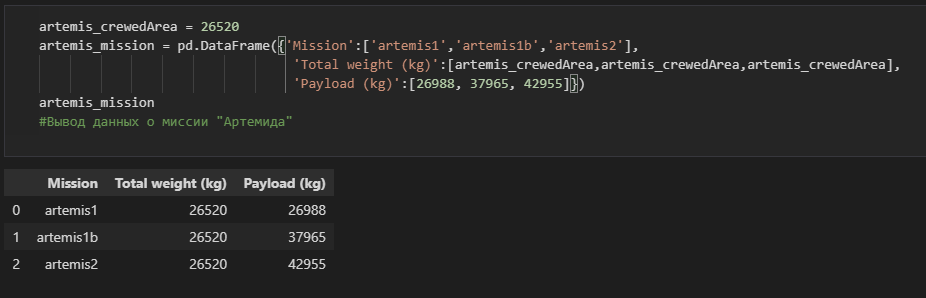 artemis_crewedArea = 26520
artemis_mission = pd.DataFrame({'Mission':['artemis1','artemis1b','artemis2'],
'Total weight (kg)':[artemis_crewedArea,artemis_crewedArea,artemis_crewedArea],
'Payload (kg)':[26988, 37965, 42955]})
artemis_mission
#Вывод данных о миссии "Артемида"
Mission Total weight (kg) Payload (kg)
0 artemis1 26520 26988
1 artemis1b 26520 37965
2 artemis2 26520 42955